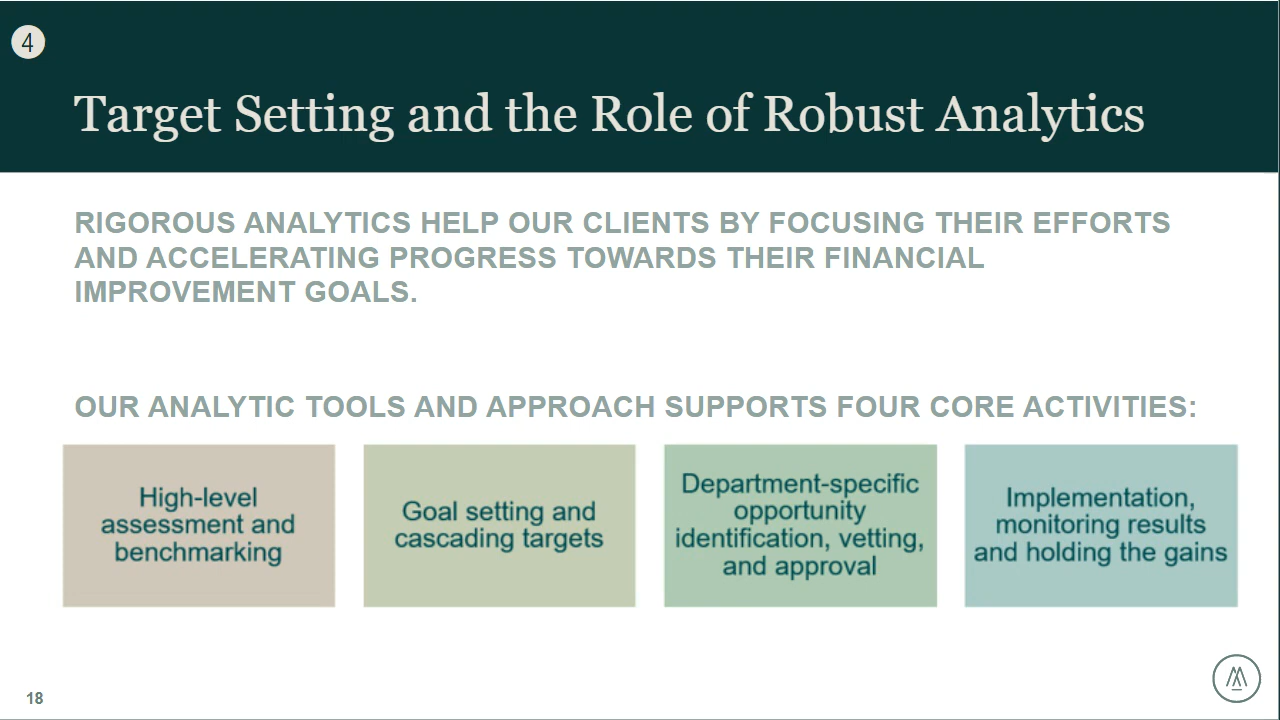 4
Target Setting and the Role of Robust Analytics
RIGOROUS ANALYTICS HELP OUR CLIENTS BY FOCUSING THEIR EFFORTS
AND ACCELERATING PROGRESS TOWARDS THEIR FINANCIAL
IMPROVEMENT GOALS.
OUR ANALYTIC TOOLS AND APPROACH SUPPORTS FOUR CORE ACTIVITIES:
High-level
assessment and
benchmarking
Goal setting and
cascading targets
Department-specific
opportunity
identification, vetting,
and approval
Implementation,
monitoring results
and holding the gains
18